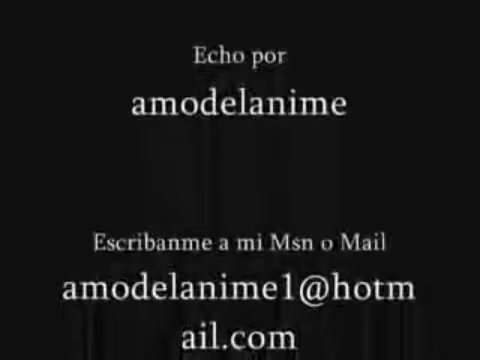 Echo por
amodelanime
Escribanme a mi Msn o Mail
amodelanime1@hotm
ail.com